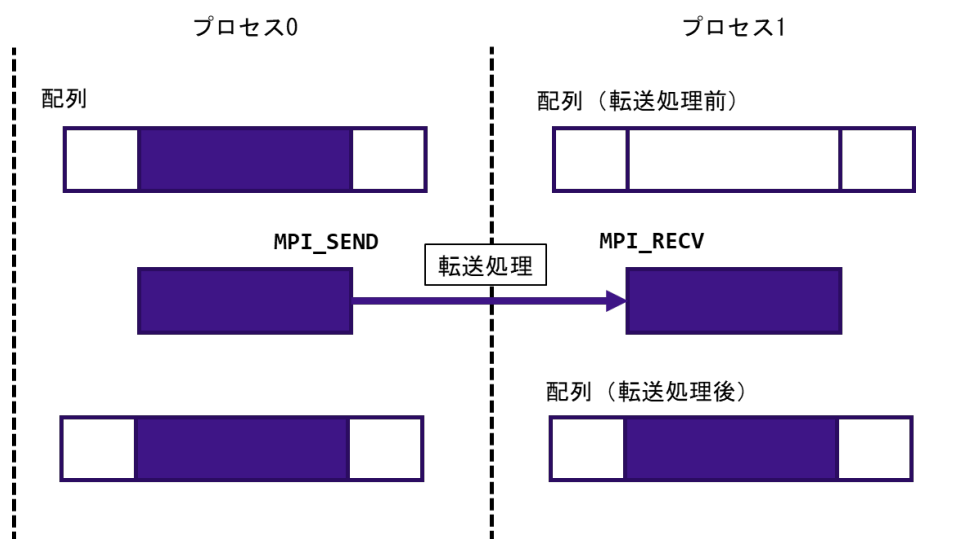 プロセス0
プロセス1
配列
配列（転送処理前）
MPI_SEND
転送処理
MPI_RECV
配列（転送処理後）